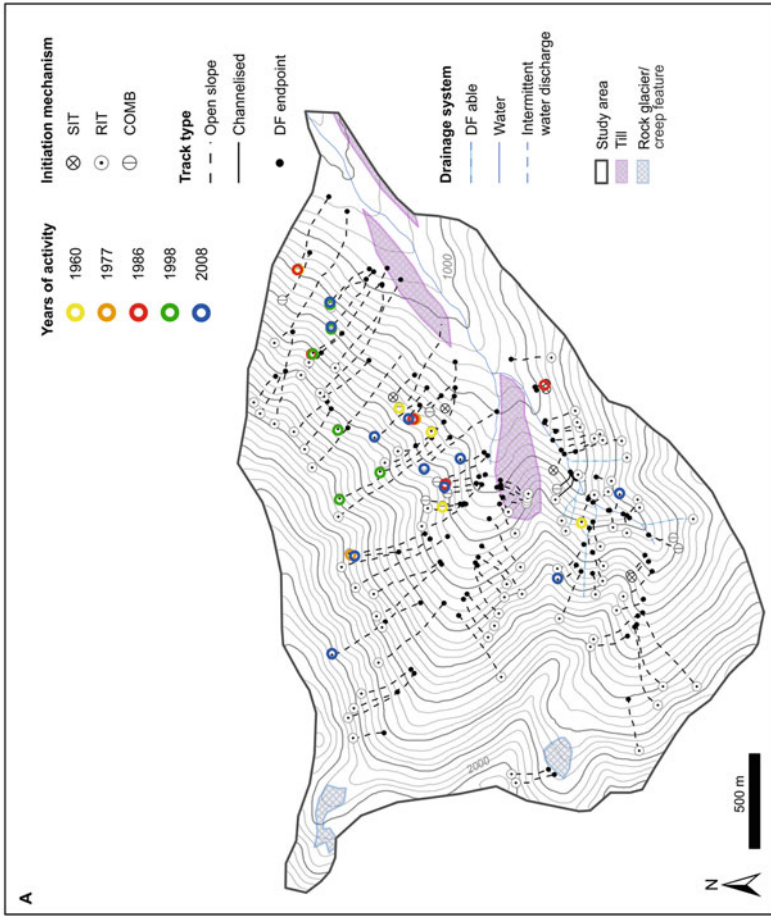 A
Years of activity
1960
1977
1986
1998
2008
Initiation mechanism
SIT
RIT
COMB
Track type
Open slope
Channelised
DF endpoint
Drainage system
DF able
Water
Intermittent
water discharge
Study area
Till
Rock glacier/
creep feature
1000
2000
N
500 m